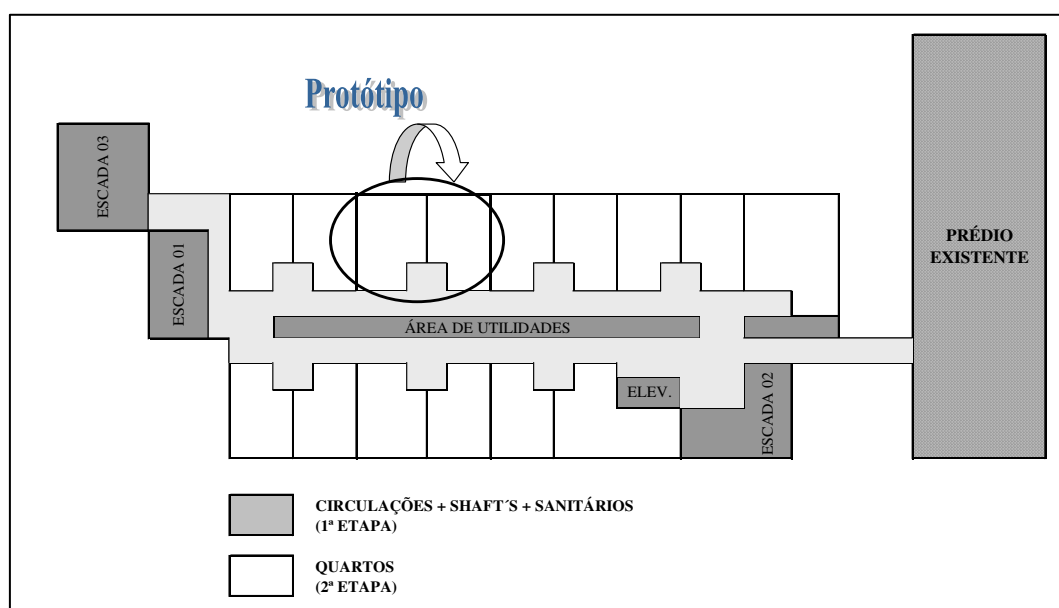 Protótipo
ESCADA 03
ESCADA 01
PRÉDIO
EXISTENTE
ÁREA DE UTILIDADES
ELEV.
ESCADA 02
CIRCULAÇÕES + SHAFT´S + SANITÁRIOS
(1ª ETAPA)
QUARTOS
(2ª ETAPA)